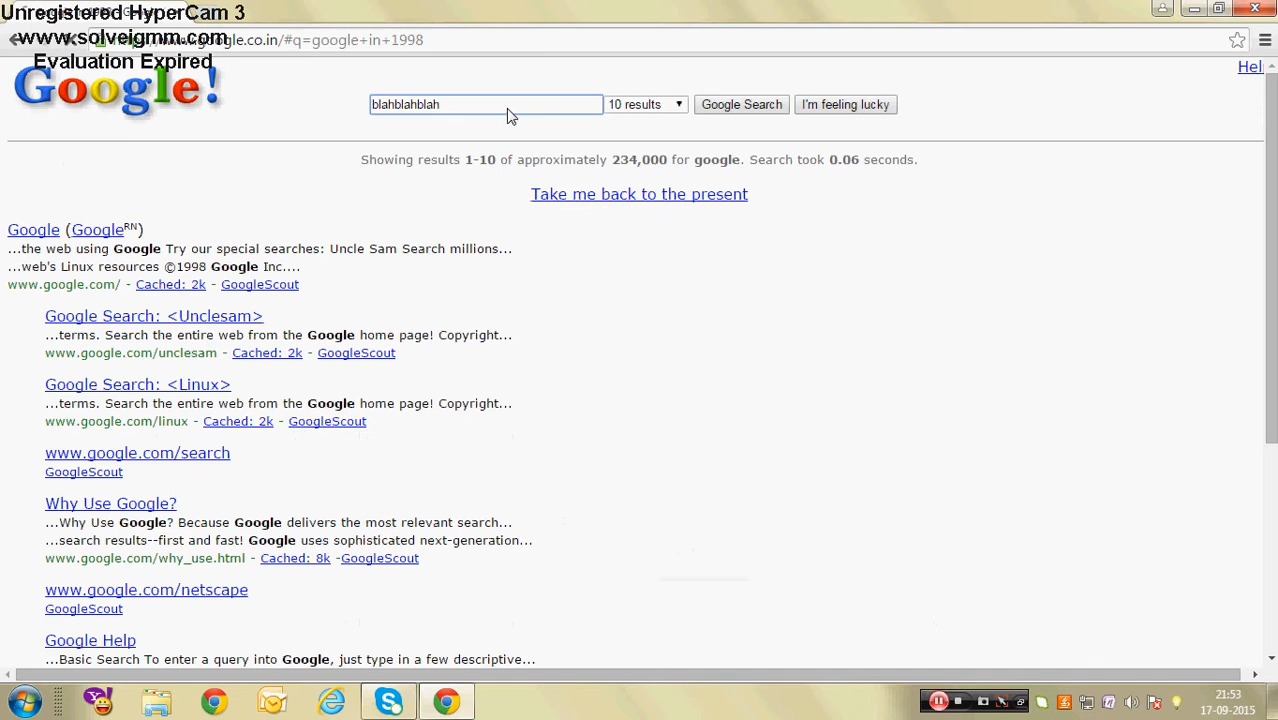 Unregistered HyperCam 3
www.solveigmm.com
Evaluation Expired
google.co.in/#q=google+in+1998
Google!
blahblahblah
10 results
Google Search
I'm feeling lucky
Hel
Showing results 1-10 of approximately 234,000 for google. Search took 0.06 seconds.
Take me back to the present
Google (GoogleRN)
...the web using Google Try our special searches: Uncle Sam Search millions...
...web's Linux resources ©1998 Google Inc....
www.google.com/ - Cached: 2k - GoogleScout
Google Search: <Unclesam>
...terms. Search the entire web from the Google home page! Copyright...
www.google.com/unclesam - Cached: 2k - GoogleScout
Google Search: <Linux>
...terms. Search the entire web from the Google home page! Copyright...
www.google.com/linux - Cached: 2k - GoogleScout
www.google.com/search
GoogleScout
Why Use Google?
...Why Use Google? Because Google delivers the most relevant search...
...search results--first and fast! Google uses sophisticated next-generation...
www.google.com/why_use.html - Cached: 8k -GoogleScout
www.google.com/netscape
GoogleScout
Google Help
...Basic Search To enter a query into Google, just type in a few descriptive...
21:53
17-09-2015